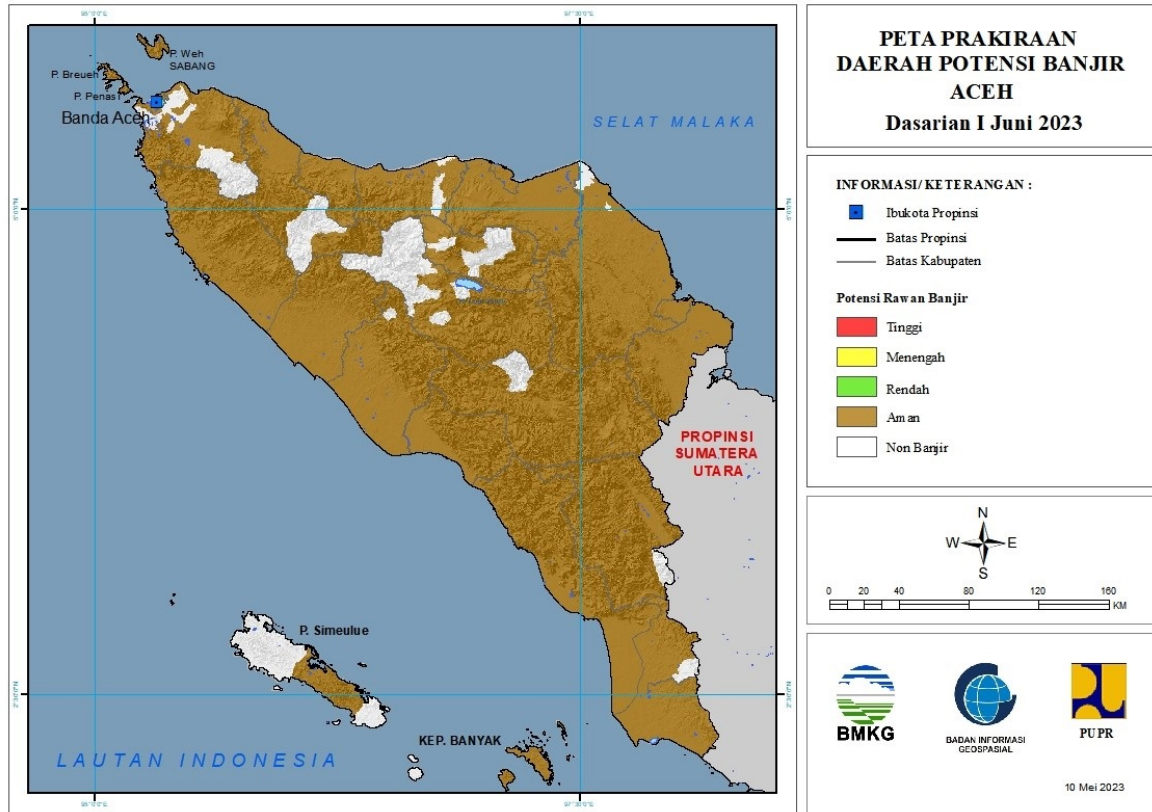 PETA PRAKIRAAN
DAERAH POTENSI BANJIR
ACEH
Dasarian I Juni 2023
INFORMASI/ KETERANGAN :
Ibukota Propinsi
Batas Propinsi
Batas Kabupaten
Potensi Rawan Banjir
Tinggi
Menengah
Rendah
Aman
Non Banjir
N
W E
S
0 20 40 80 120 160
KM
BMKG
BADAN INFORMASI
GEOSPASIAL
PUPR
10 Mei 2023
P. Weh
SABANG
P. Breueh
P. Penasi
Banda Aceh
SELAT MALAKA
PROPINSI
SUMATERA
UTARA
P. Simeulue
KEP. BANYAK
LAUTAN INDONESIA